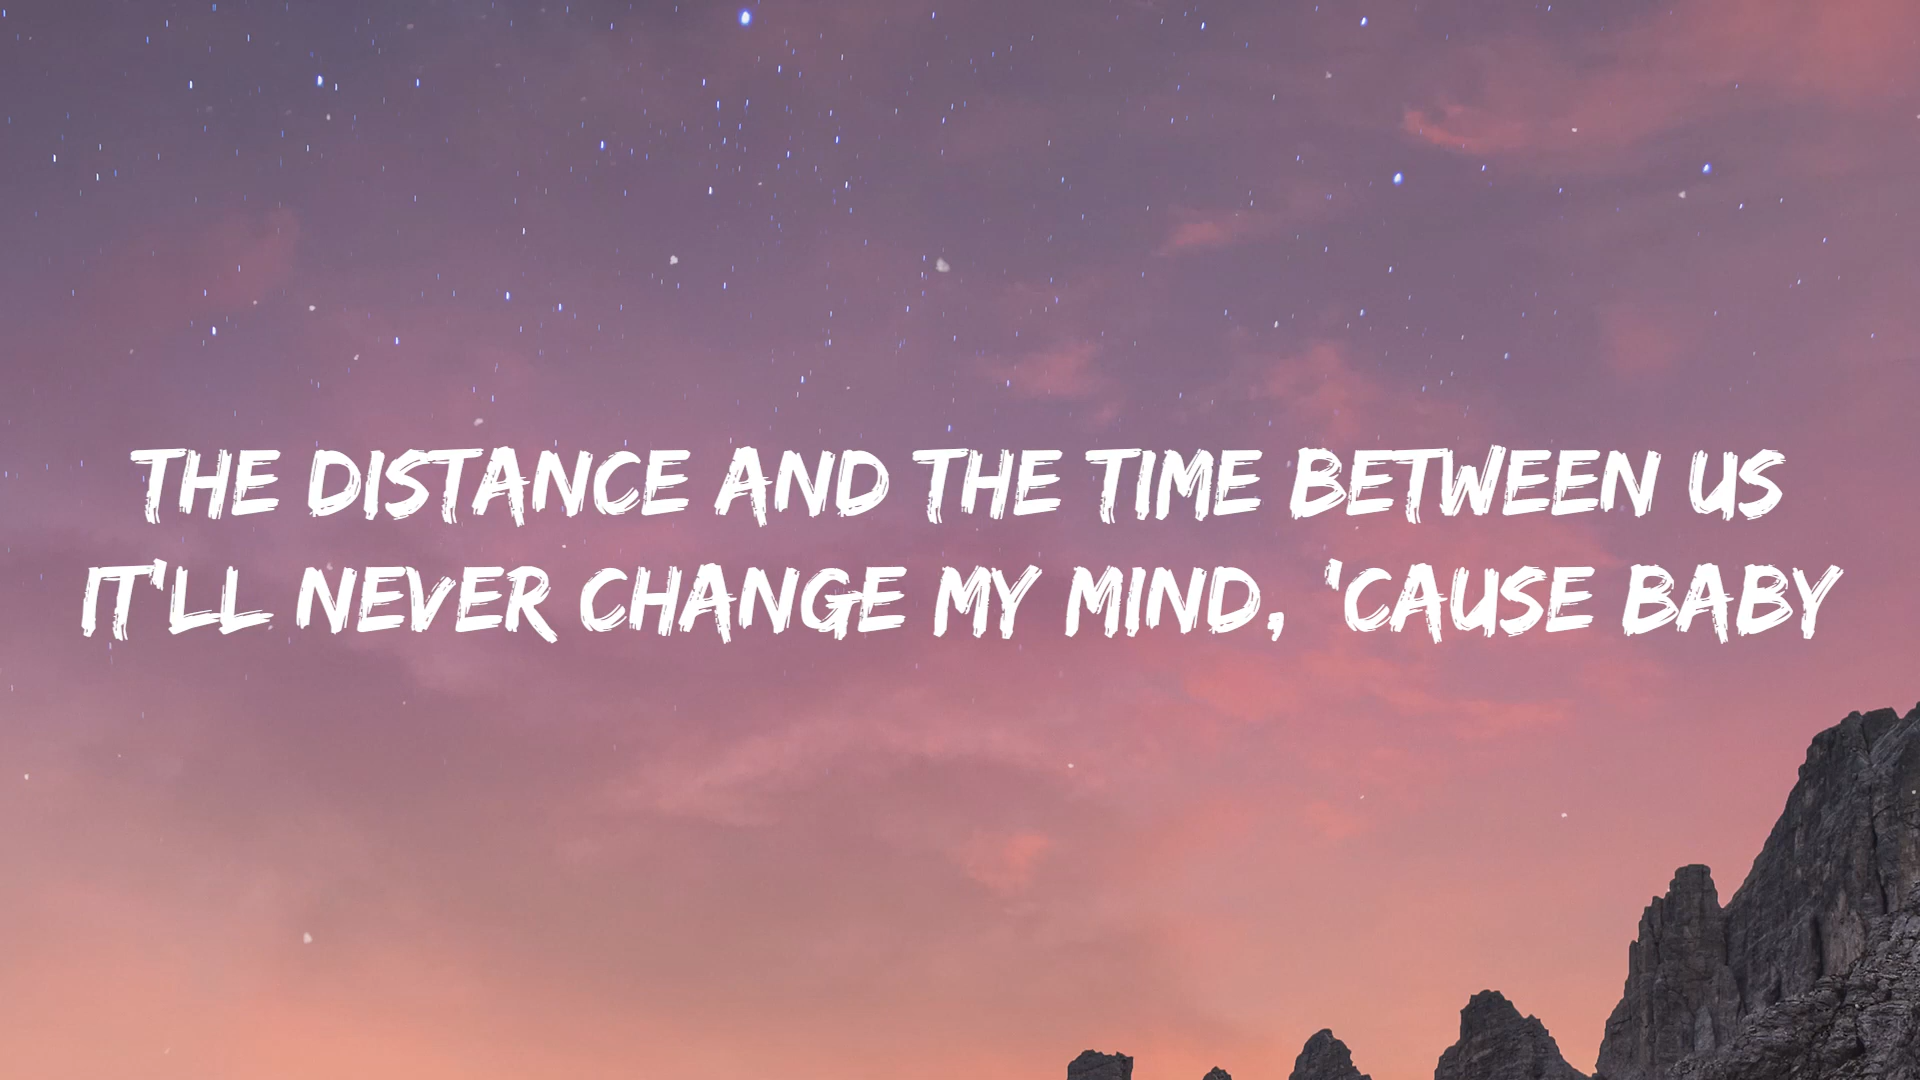 THE DISTANCE AND THE TIME BETWEEN US
IT'LL NEVER CHANGE MY MIND, 'CAUSE BABY